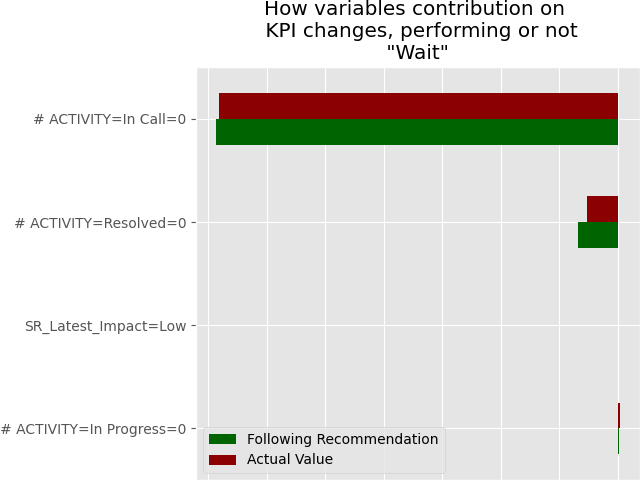 How variables contribution on
KPI changes, performing or not
"Wait"
# ACTIVITY=In Call=0
# ACTIVITY=Resolved=0
SR_Latest_Impact=Low
# ACTIVITY=In Progress=0
Following Recommendation
Actual Value